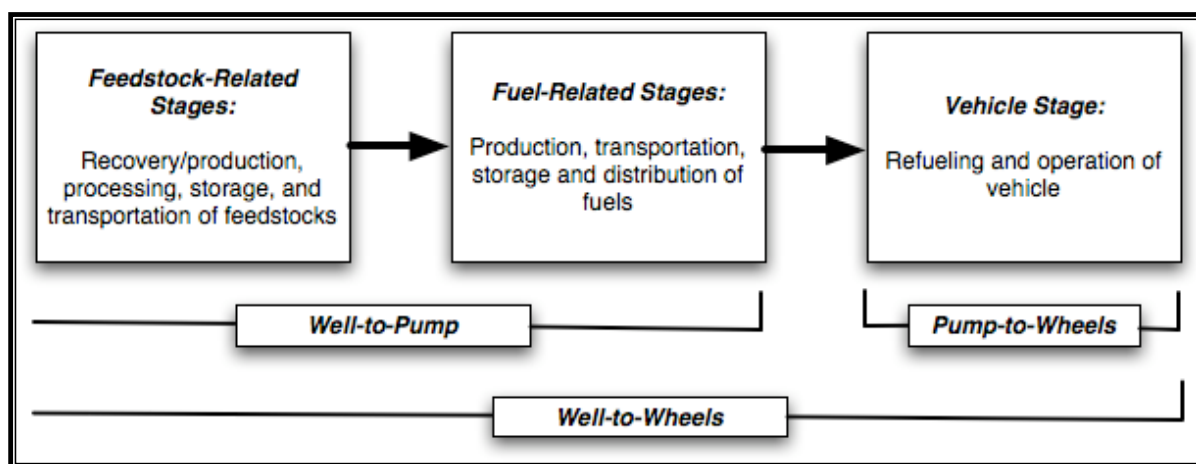 Feedstock-Related
Stages:
Recovery/production,
processing, storage, and
transportation of feedstocks
Fuel-Related Stages:
Production, transportation,
storage and distribution of
fuels
Vehicle Stage:
Refueling and operation of
vehicle
Well-to-Pump
Pump-to-Wheels
Well-to-Wheels